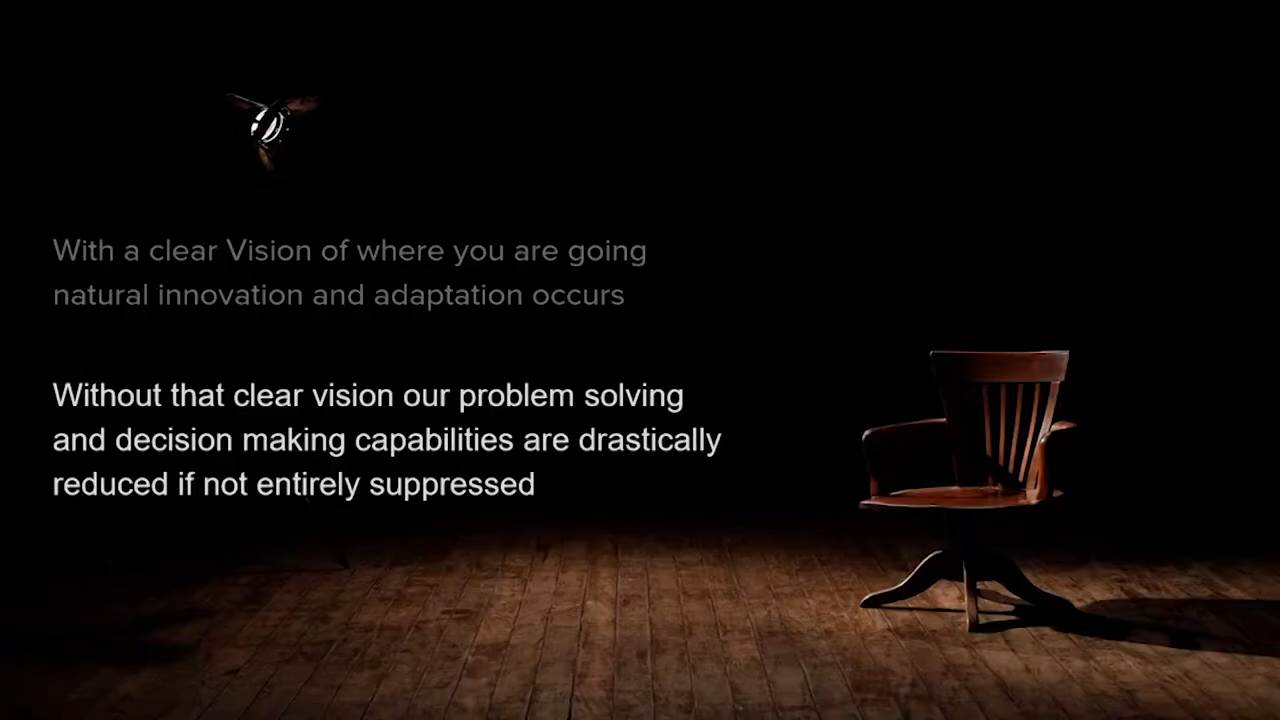 With a clear Vision of where you are going
natural innovation and adaptation occurs
Without that clear vision our problem solving
and decision making capabilities are drastically
reduced if not entirely suppressed